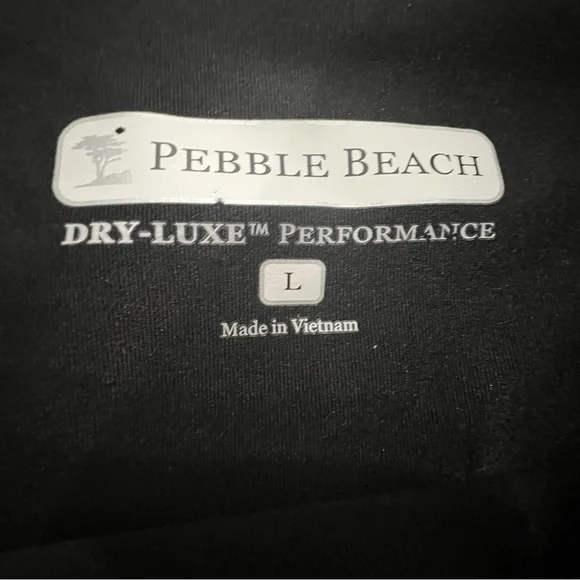 PEBBLE BEACH
DRY-LUXE™ PERFORMANCE
L
Made in Vietnam